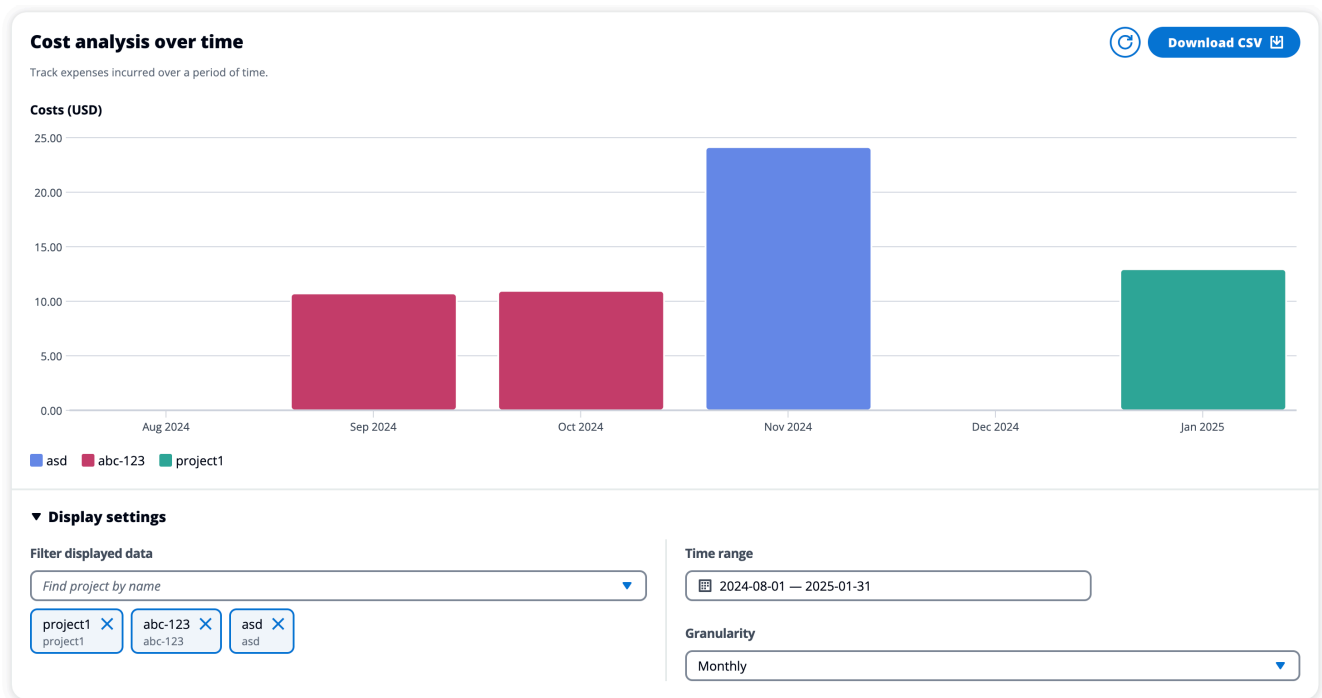 Cost analysis over time
Download CSV
Track expenses incurred over a period of time.
Costs (USD)
25.00
20.00
15.00
10.00
5.00
0.00
Aug 2024 Sep 2024 Oct 2024 Nov 2024 Dec 2024 Jan 2025
asd abc-123 project1
Display settings
Filter displayed data
Find project by name
project1 abc-123 asd
project1 abc-123 asd
Time range
2024-08-01 — 2025-01-31
Granularity
Monthly